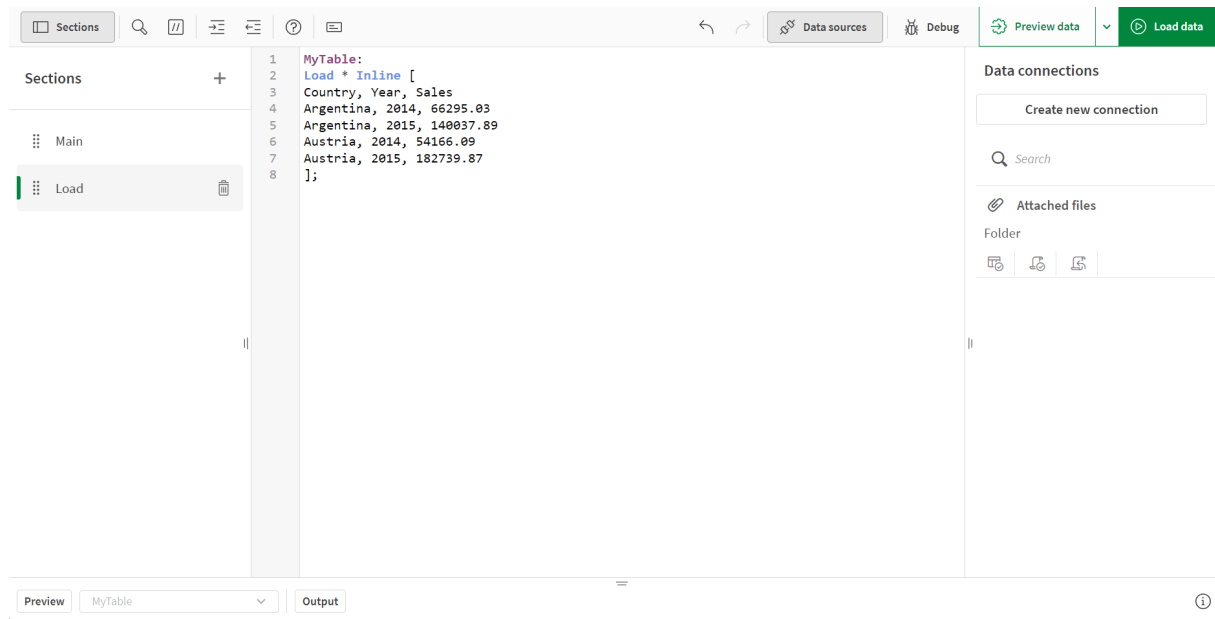 Sections
//
?
Data sources
Debug
Preview data
Load data
Sections
+
Main
Load
1 MyTable:
2 Load * Inline [
3 Country, Year, Sales
4 Argentina, 2014, 66295.03
5 Argentina, 2015, 140037.89
6 Austria, 2014, 54166.09
7 Austria, 2015, 182739.87
8 ];
Data connections
Create new connection
Search
Attached files
Folder
Preview
MyTable
Output